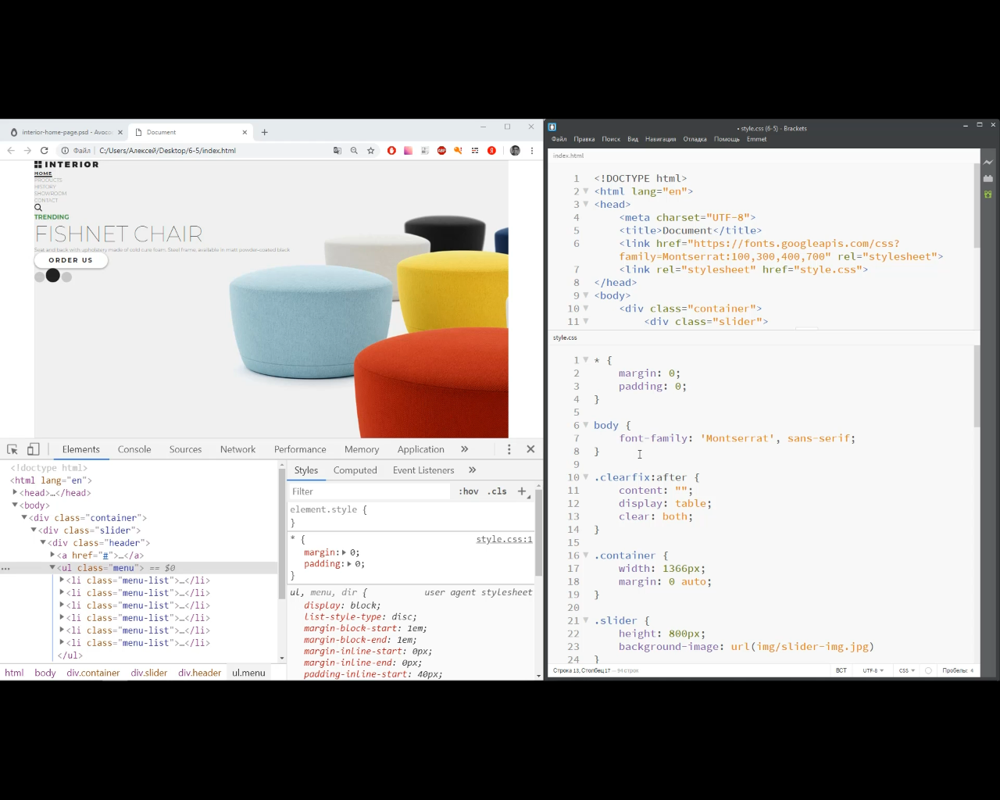 interior-home-page.psd - Avoco
Document
Файл
C:/Users/Алексей/Desktop/6-5/index.html
INTERIOR
HOME
PRODUCTS
HISTORY
SHOWROOM
CONTACT
TRENDING
FISHNET CHAIR
Seat and back with upholstery made of cold cure foam. Steel frame, available in matt powder-coated black
ORDER US
Elements
Console
Sources
Network
Performance
Memory
Application
»
<!doctype html>
<html lang="en">
<head>…</head>
<body>
<div class="container">
<div class="slider">
<div class="header">
<a href="#">…</a>
<ul class="menu"> == $0
<li class="menu-list">…</li>
<li class="menu-list">…</li>
<li class="menu-list">…</li>
<li class="menu-list">…</li>
<li class="menu-list">…</li>
<li class="menu-list">…</li>
</ul>
html body div.container div.slider div.header ul.menu
Styles
Computed
Event Listeners
»
Filter
:hov .cls +
element.style {
}
* { style.css:1
margin: 0;
padding: 0;
}
ul, menu, dir { user agent stylesheet
display: block;
list-style-type: disc;
margin-block-start: 1em;
margin-block-end: 1em;
margin-inline-start: 0px;
margin-inline-end: 0px;
padding-inline-start: 40px;
• style.css (6-5) - Brackets
Файл Правка Поиск Вид Навигация Отладка Помощь Emmet
index.html
1 <!DOCTYPE html>
2 <html lang="en">
3 <head>
4 <meta charset="UTF-8">
5 <title>Document</title>
6 <link href="https://fonts.googleapis.com/css?
family=Montserrat:100,300,400,700" rel="stylesheet">
7 <link rel="stylesheet" href="style.css">
8 </head>
9 <body>
10 <div class="container">
11 <div class="slider">
style.css
1 * {
2 margin: 0;
3 padding: 0;
4 }
5
6 body {
7 font-family: 'Montserrat', sans-serif;
8 }
9
10 .clearfix:after {
11 content: "";
12 display: table;
13 clear: both;
14 }
15
16 .container {
17 width: 1366px;
18 margin: 0 auto;
19 }
20
21 .slider {
22 height: 800px;
23 background-image: url(img/slider-img.jpg)
24 }
Строка 13, Столбец 17 — 94 строк
ВСТ
UTF-8
CSS
Пробелы: 4